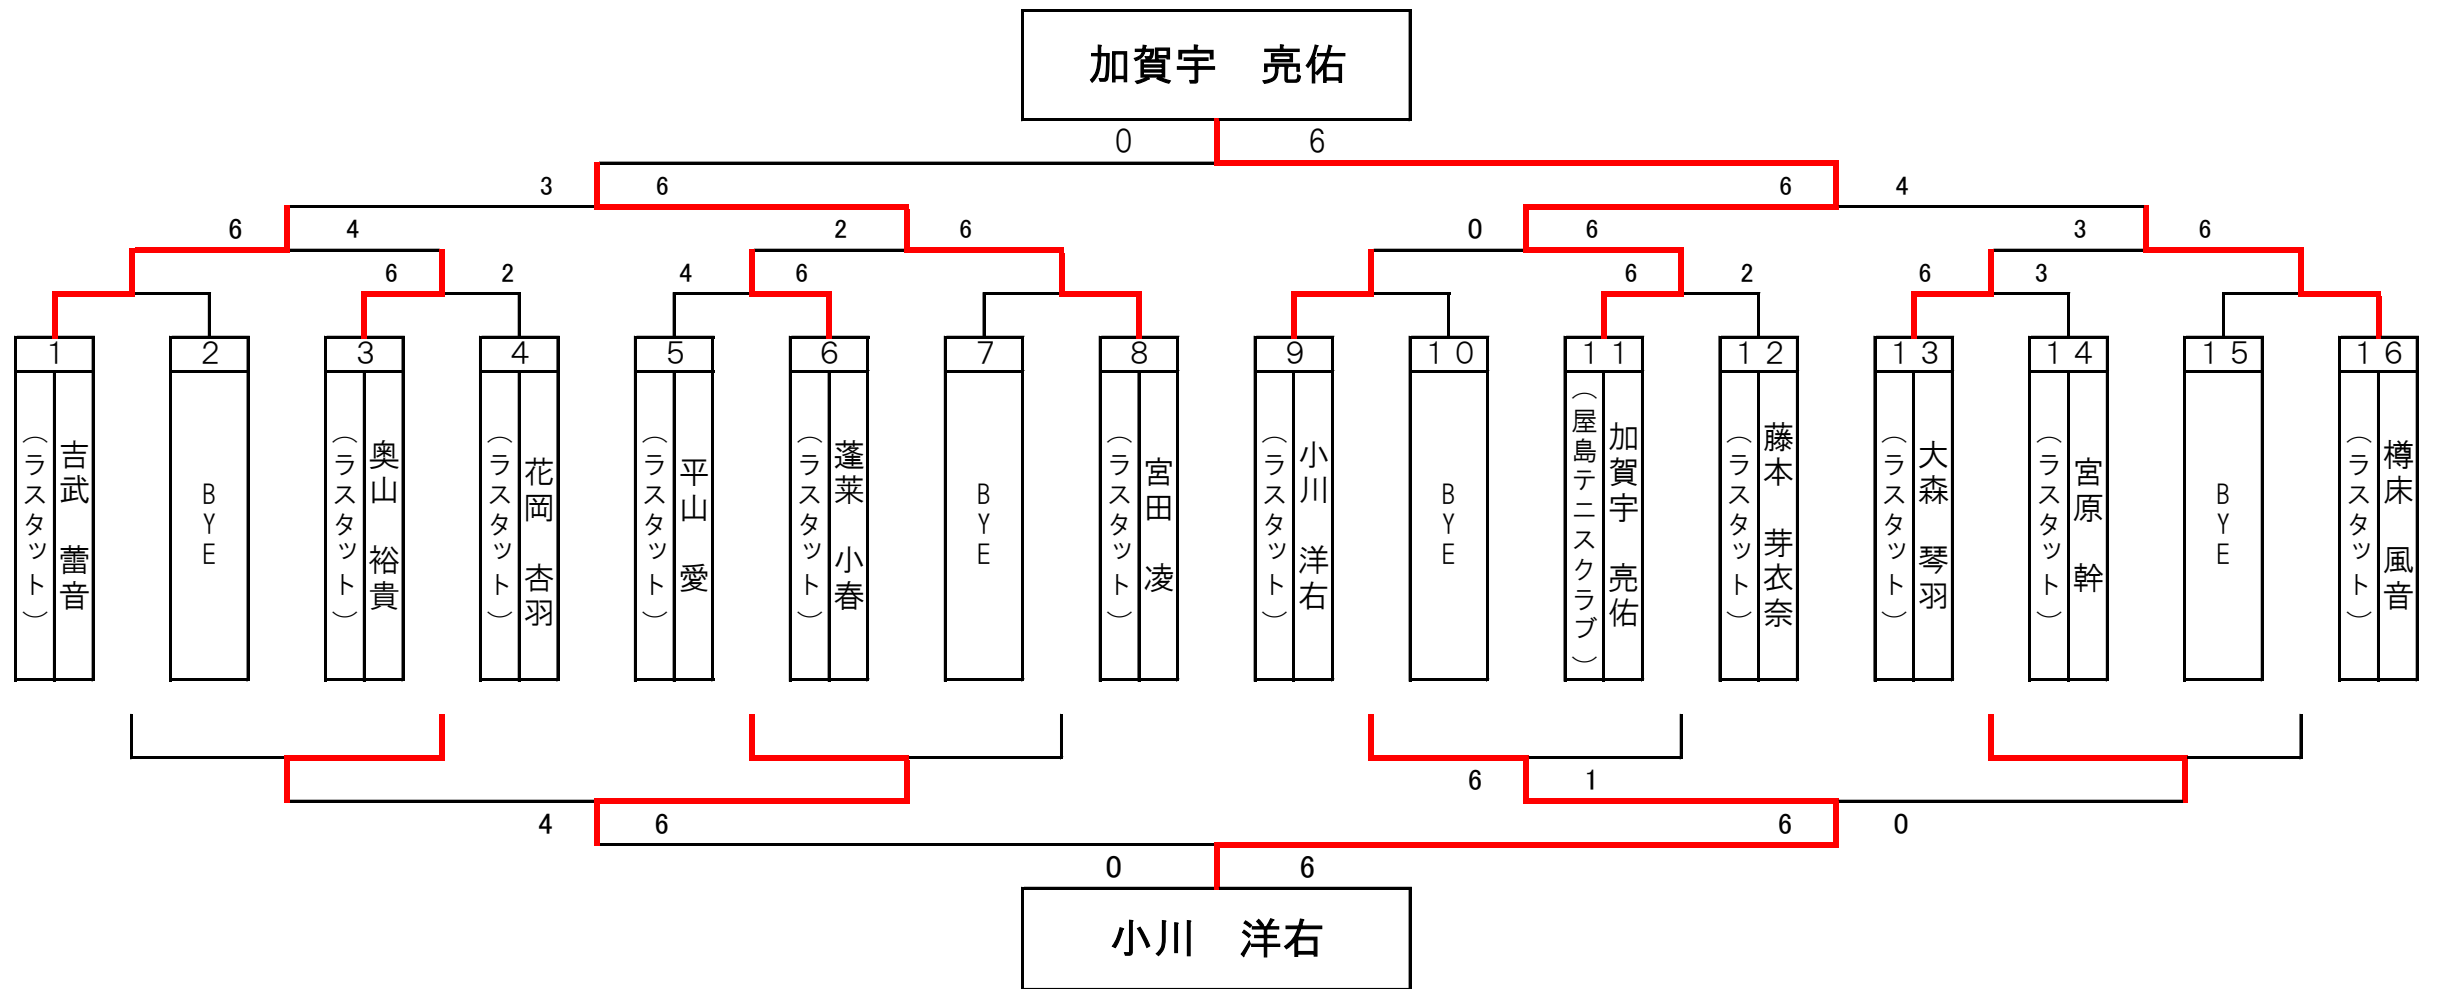 加賀宇　亮佑
0 6
3 6 6 4
6 4 2 6 0 6 3 6
6 2 4 6 6 2 6 3
1 2 3 4 5 6 7 8 9 10 11 12 13 14 15 16
吉武　蕾音
（ラスタット）
BYE
奥山　裕貴
（ラスタット）
花岡　杏羽
（ラスタット）
平山　愛
（ラスタット）
蓬莱　小春
（ラスタット）
BYE
宮田　凌
（ラスタット）
小川　洋右
（ラスタット）
BYE
加賀宇　亮佑
（屋島テニスクラブ）
藤本　芽衣奈
（ラスタット）
大森　琴羽
（ラスタット）
宮原　幹
（ラスタット）
BYE
樽床　風音
（ラスタット）
6 1
4 6 6 0
0 6
小川　洋右